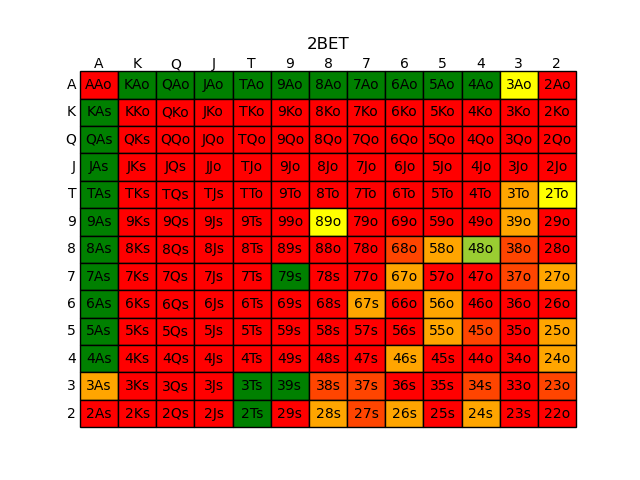 2BET
A K Q J T 9 8 7 6 5 4 3 2
A AAo KAo QAo JAo TAo 9Ao 8Ao 7Ao 6Ao 5Ao 4Ao 3Ao 2Ao
K KAs KKo QKo JKo TKo 9Ko 8Ko 7Ko 6Ko 5Ko 4Ko 3Ko 2Ko
Q QAs QKs QQo JQo TQo 9Qo 8Qo 7Qo 6Qo 5Qo 4Qo 3Qo 2Qo
J JAs JKs JQs JJo TJo 9Jo 8Jo 7Jo 6Jo 5Jo 4Jo 3Jo 2Jo
T TAs TKs TQs TJs TTo 9To 8To 7To 6To 5To 4To 3To 2To
9 9As 9Ks 9Qs 9Js 9Ts 99o 89o 79o 69o 59o 49o 39o 29o
8 8As 8Ks 8Qs 8Js 8Ts 89s 88o 78o 68o 58o 48o 38o 28o
7 7As 7Ks 7Qs 7Js 7Ts 79s 78s 77o 67o 57o 47o 37o 27o
6 6As 6Ks 6Qs 6Js 6Ts 69s 68s 67s 66o 56o 46o 36o 26o
5 5As 5Ks 5Qs 5Js 5Ts 59s 58s 57s 56s 55o 45o 35o 25o
4 4As 4Ks 4Qs 4Js 4Ts 49s 48s 47s 46s 45s 44o 34o 24o
3 3As 3Ks 3Qs 3Js 3Ts 39s 38s 37s 36s 35s 34s 33o 23o
2 2As 2Ks 2Qs 2Js 2Ts 29s 28s 27s 26s 25s 24s 23s 22o